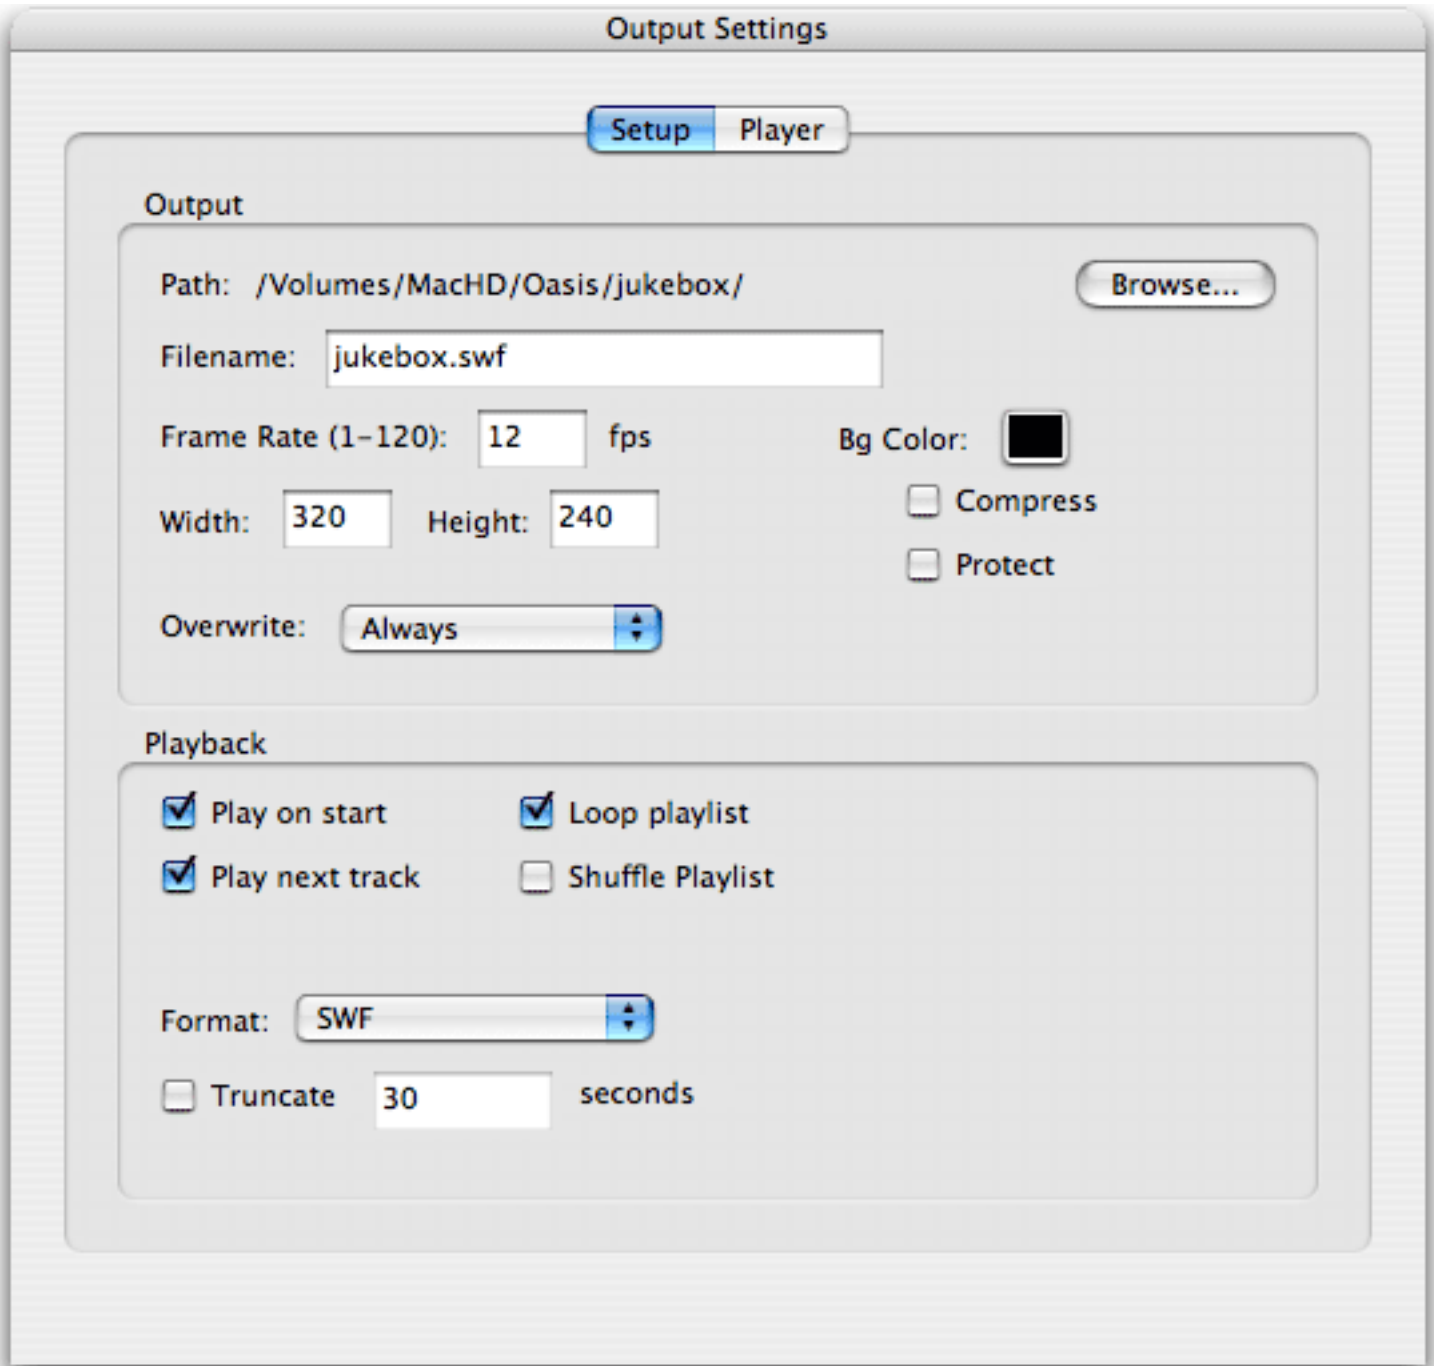 Output Settings
Setup Player
Output
Path: /Volumes/MacHD/Oasis/jukebox/ Browse...
Filename: jukebox.swf
Frame Rate (1-120): 12 fps Bg Color:
Width: 320 Height: 240 Compress
Protect
Overwrite: Always
Playback
Play on start Loop playlist
Play next track Shuffle Playlist
Format: SWF
Truncate 30 seconds